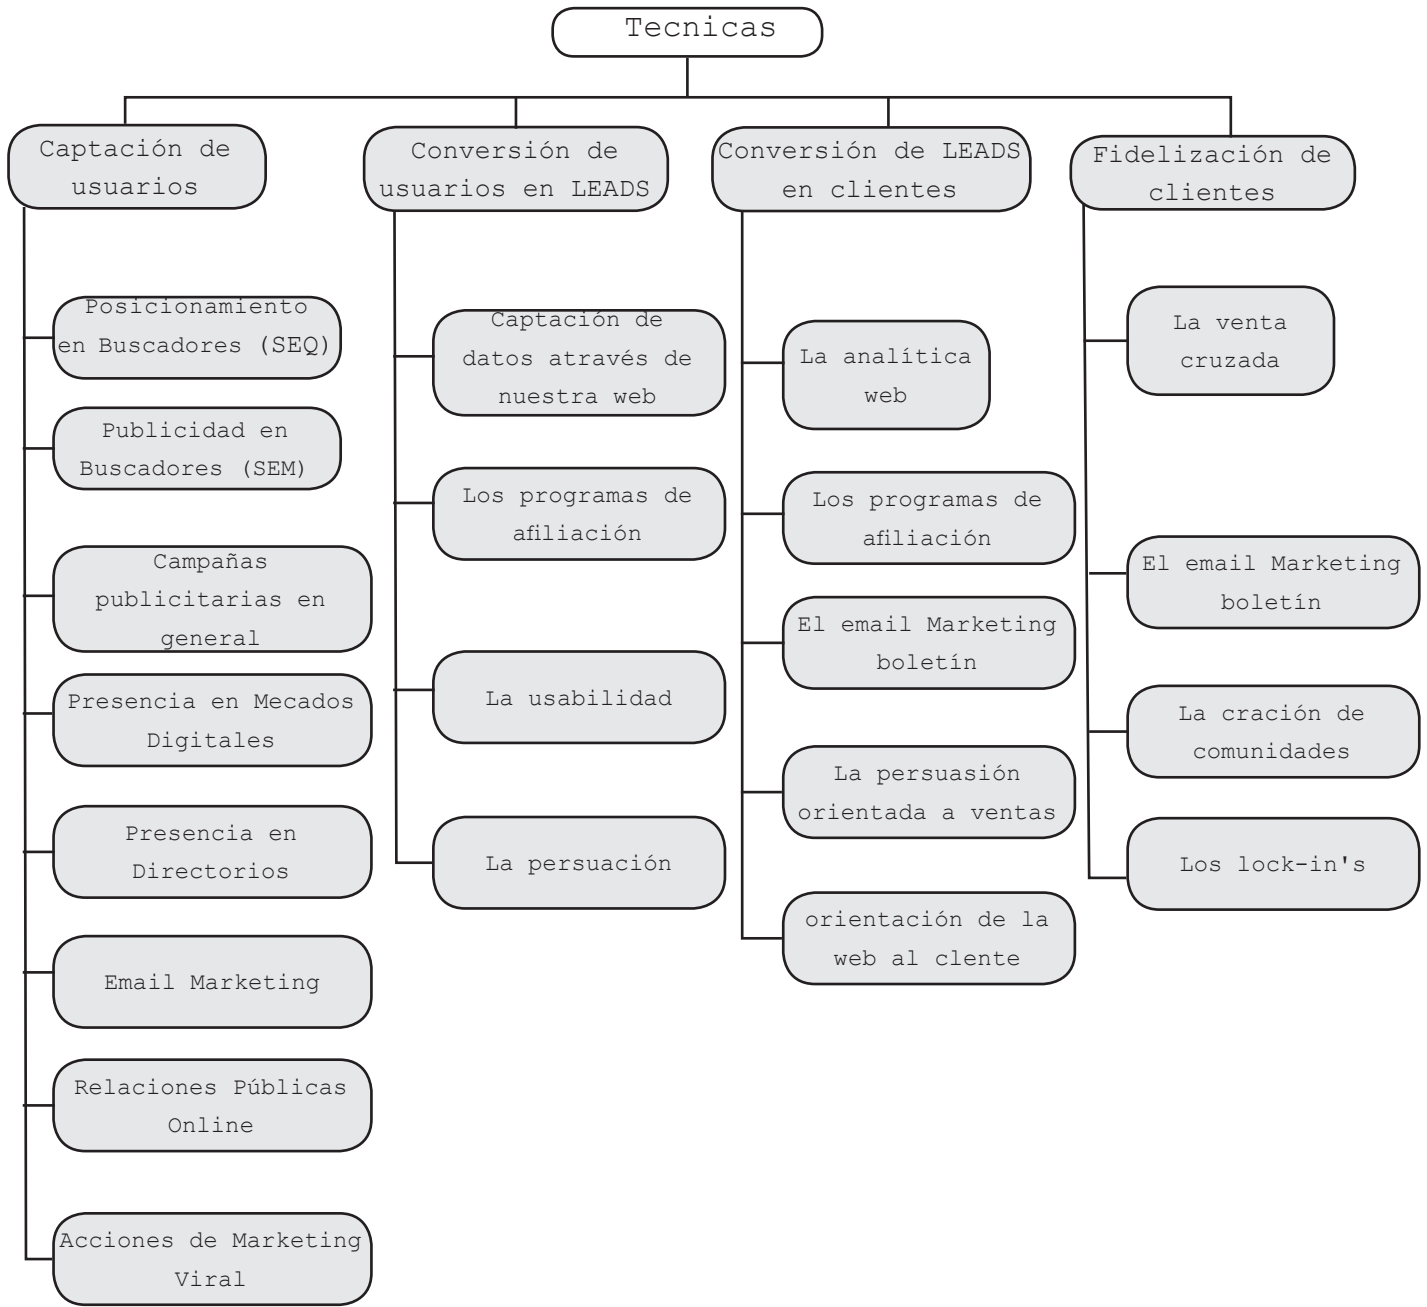 Tecnicas
Captación de
usuarios
Posicionamiento
en Buscadores (SEQ)
Publicidad en
Buscadores (SEM)
Campañas
publicitarias en
general
Presencia en Mecados
Digitales
Presencia en
Directorios
Email Marketing
Relaciones Públicas
Online
Acciones de Marketing
Viral
Conversión de
usuarios en LEADS
Captación de
datos através de
nuestra web
Los programas de
afiliación
La usabilidad
La persuación
Conversión de LEADS
en clientes
La analítica
web
Los programas de
afiliación
El email Marketing
boletín
La persuasión
orientada a ventas
orientación de la
web al clente
Fidelización de
clientes
La venta
cruzada
El email Marketing
boletín
La cración de
comunidades
Los lock-in's